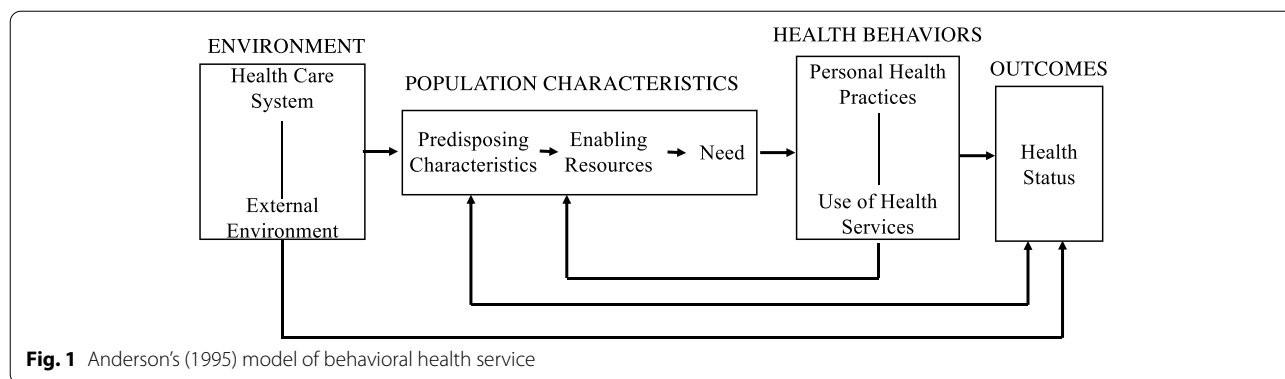 ENVIRONMENT
Health Care
System
External
Environment
POPULATION CHARACTERISTICS
Predisposing
Characteristics
Enabling
Resources
Need
HEALTH BEHAVIORS
Personal Health
Practices
Use of Health
Services
OUTCOMES
Health
Status
Fig. 1 Anderson's (1995) model of behavioral health service